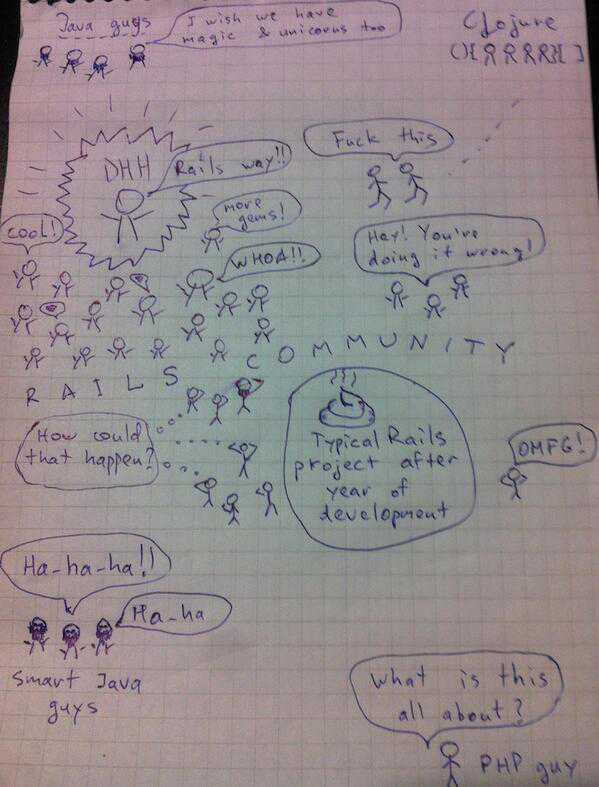 Java guys
I wish we have
magic & unicorns too
Clojure
(){ }[ ]
DHH
Rails way!!
Fuck this
more
gems!
cool!
WHOA!!
Hey! You're
doing it wrong!
RAILS COMMUNITY
How could
that happen?
Typical Rails
project after
year of
development
OMFG!
Ha-ha-ha!!
Ha-ha
Smart Java
guys
What is this
all about?
PHP guy